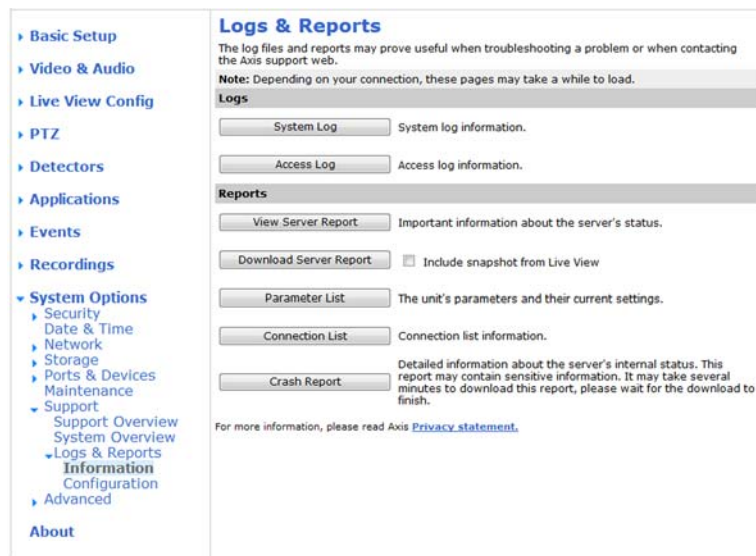 Basic Setup
Video & Audio
Live View Config
PTZ
Detectors
Applications
Events
Recordings
System Options
Security
Date & Time
Network
Storage
Ports & Devices
Maintenance
Support
Support Overview
System Overview
Logs & Reports
Information
Configuration
Advanced
About
Logs & Reports
The log files and reports may prove useful when troubleshooting a problem or when contacting
the Axis support web.
Note: Depending on your connection, these pages may take a while to load.
Logs
System Log System log information.
Access Log Access log information.
Reports
View Server Report Important information about the server's status.
Download Server Report Include snapshot from Live View
Parameter List The unit's parameters and their current settings.
Connection List Connection list information.
Crash Report Detailed information about the server's internal status. This
report may contain sensitive information. It may take several
minutes to download this report, please wait for the download to
finish.
For more information, please read Axis Privacy statement.